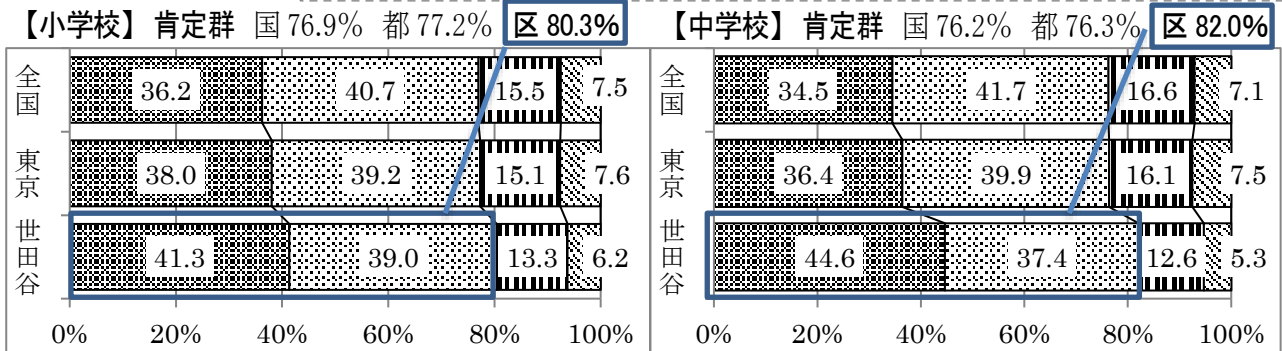 【小学校】 肯定群 国 76.9% 都 77.2% 区 80.3%
全国 36.2 40.7 15.5 7.5
東京 38.0 39.2 15.1 7.6
世田谷 41.3 39.0 13.3 6.2
0% 20% 40% 60% 80% 100%
【中学校】 肯定群 国 76.2% 都 76.3% 区 82.0%
全国 34.5 41.7 16.6 7.1
東京 36.4 39.9 16.1 7.5
世田谷 44.6 37.4 12.6 5.3
0% 20% 40% 60% 80% 100%